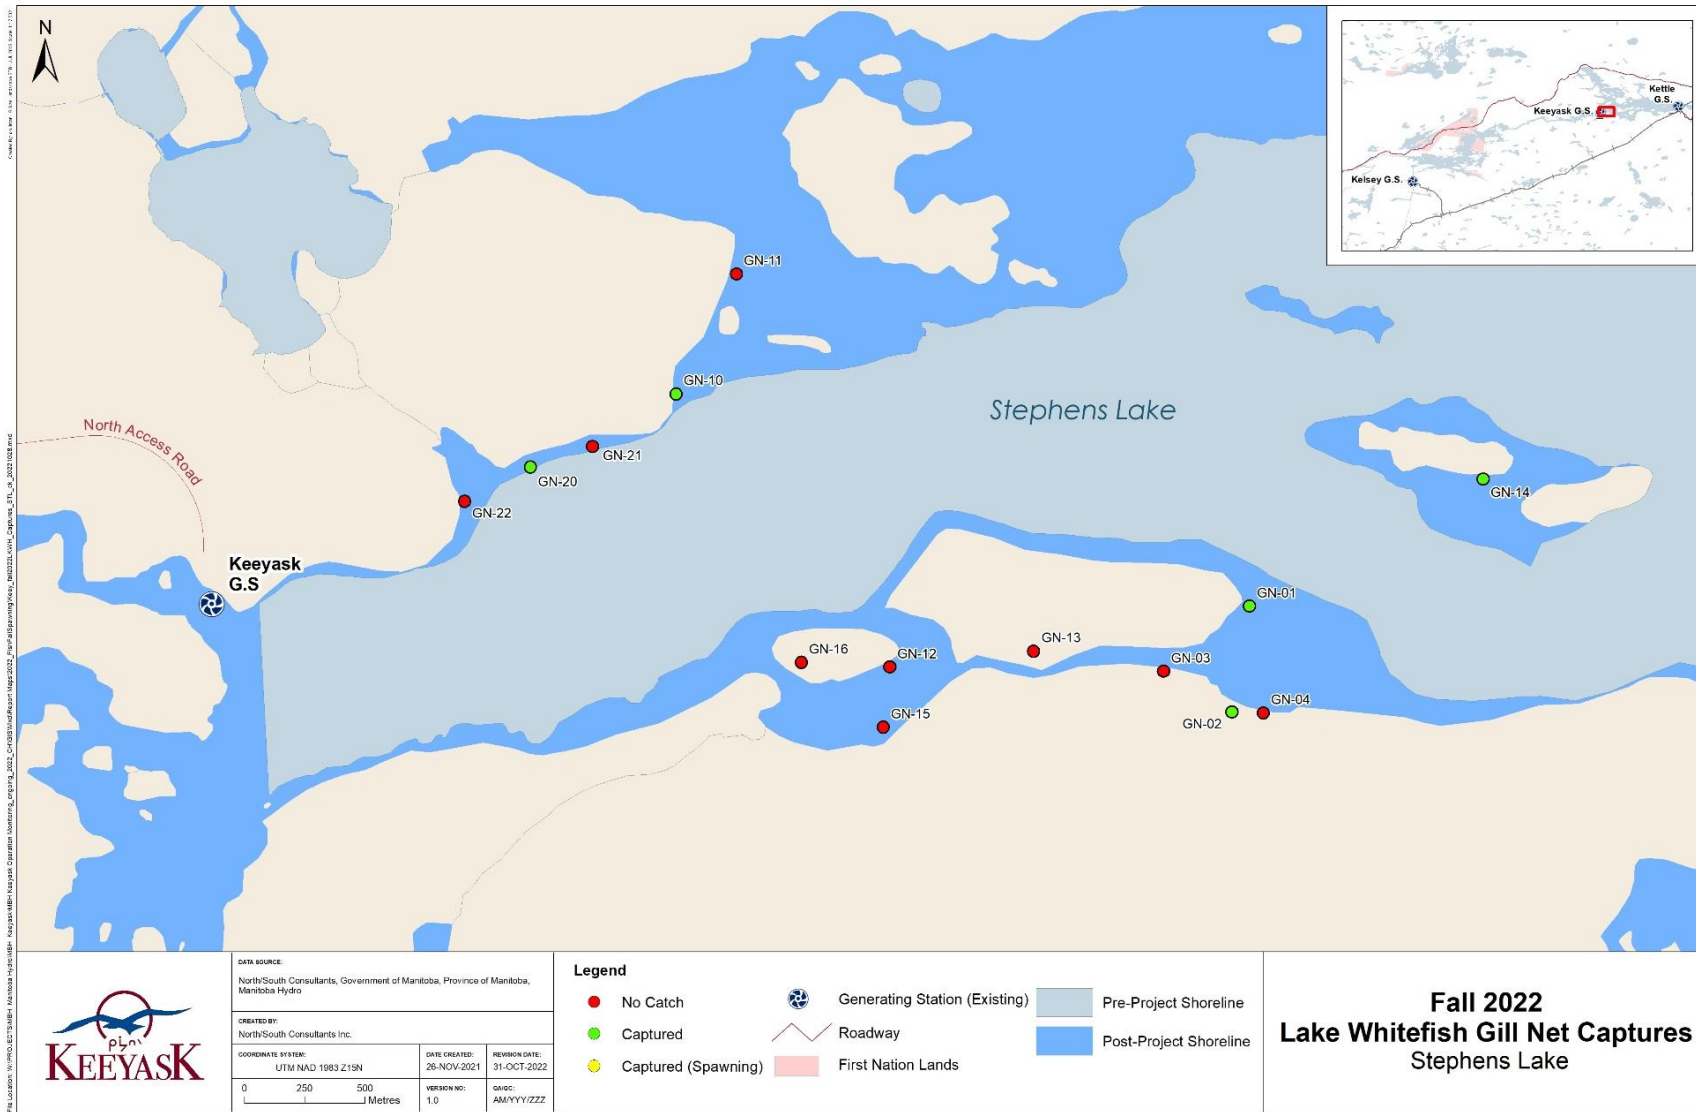 N
Kettle
G.S.
Keeyask G.S.
Kelsey G.S.
GN-11
GN-10
Stephens Lake
North Access Road
GN-21
GN-20
GN-14
GN-22
Keeyask
G.S
GN-01
GN-13
GN-16
GN-12
GN-03
GN-15
GN-04
GN-02
DATA SOURCE:
North/South Consultants, Government of Manitoba, Province of Manitoba,
Manitoba Hydro
CREATED BY:
North/South Consultants Inc.
COORDINATE SYSTEM:
UTM NAD 1983 Z15N
DATE CREATED:
26-NOV-2021
REVISION DATE:
31-OCT-2022
0 250 500
Metres
VERSION NO:
1.0
QA/QC:
AM/YYY/ZZZ
KEEYASK
Legend
No Catch
Captured
Captured (Spawning)
Generating Station (Existing)
Roadway
First Nation Lands
Pre-Project Shoreline
Post-Project Shoreline
Fall 2022
Lake Whitefish Gill Net Captures
Stephens Lake